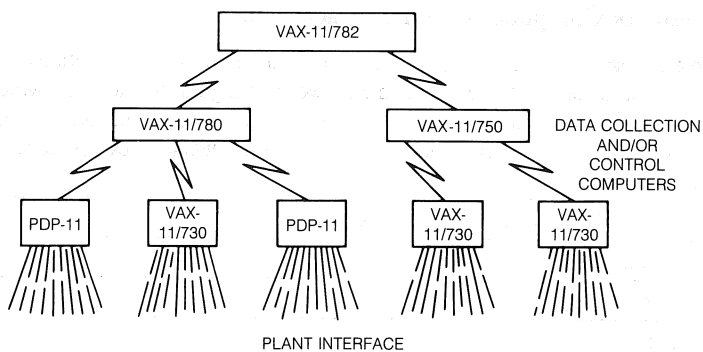 VAX-11/782
VAX-11/780
VAX-11/750
DATA COLLECTION
AND/OR
CONTROL
COMPUTERS
PDP-11
VAX-
11/730
PDP-11
VAX-
11/730
VAX-
11/730
PLANT INTERFACE